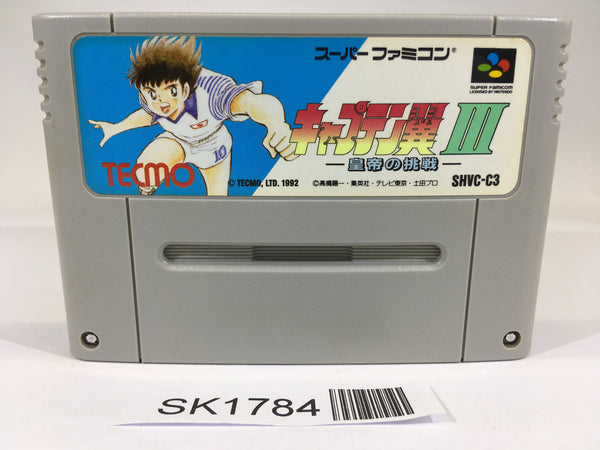 スーパーファミコン®
SUPER FAMICOM
LICENSED BY NINTENDO
キャプテン翼III
皇帝の挑戦
10
TECMO
© TECMO, LTD. 1992
©高橋陽一・集英社・テレビ東京・土田プロ
SHVC-C3
SK1784